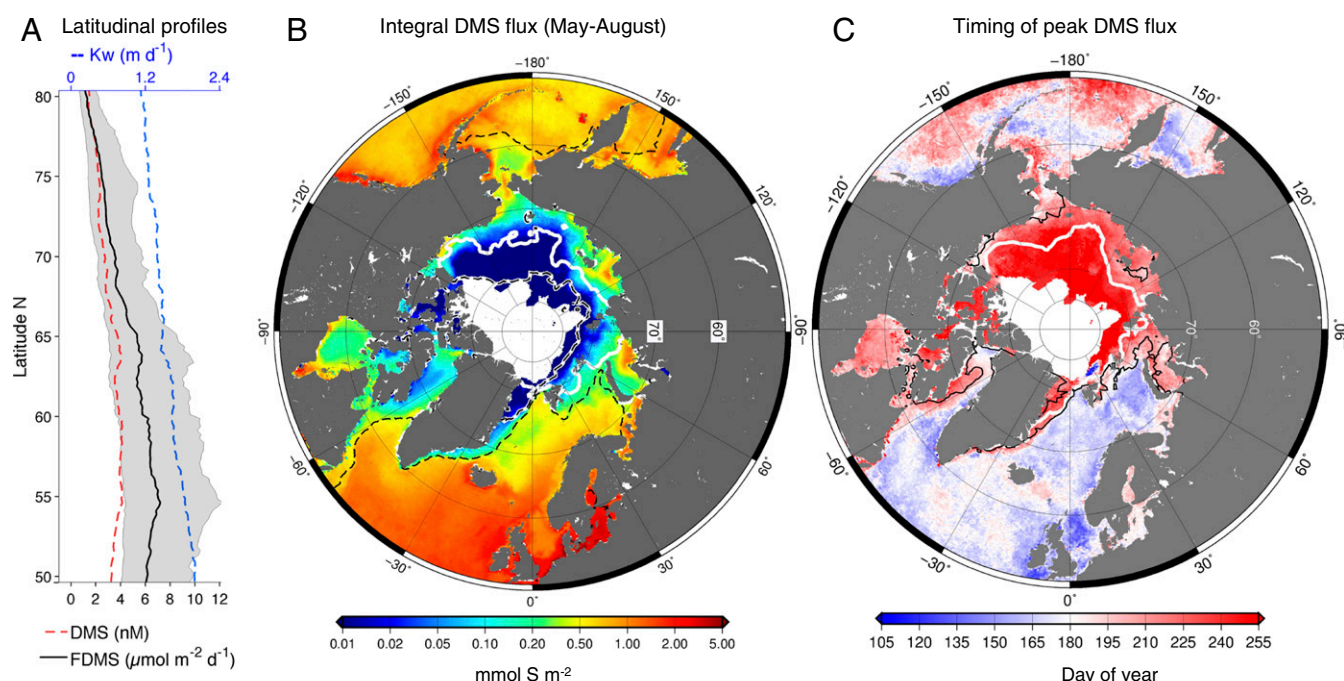 A Latitudinal profiles
-- Kw (m d⁻¹)
0 1.2 2.4
80
75
70
65
60
55
50
Latitude N
0 2 4 6 8 10 12
DMS (nM)
FDMS (µmol m⁻² d⁻¹)
B Integral DMS flux (May-August)
−180°
−150° 150°
−120° 120°
−90° 70° 60°
−60° 60°
−30° 30°
0°
0.01 0.02 0.05 0.10 0.20 0.50 1.00 2.00 5.00
mmol S m⁻²
C Timing of peak DMS flux
−180°
−150° 150°
−120° 120°
−90° 70 60° 90°
−60° 60°
−30° 30°
0°
105 120 135 150 165 180 195 210 225 240 255
Day of year